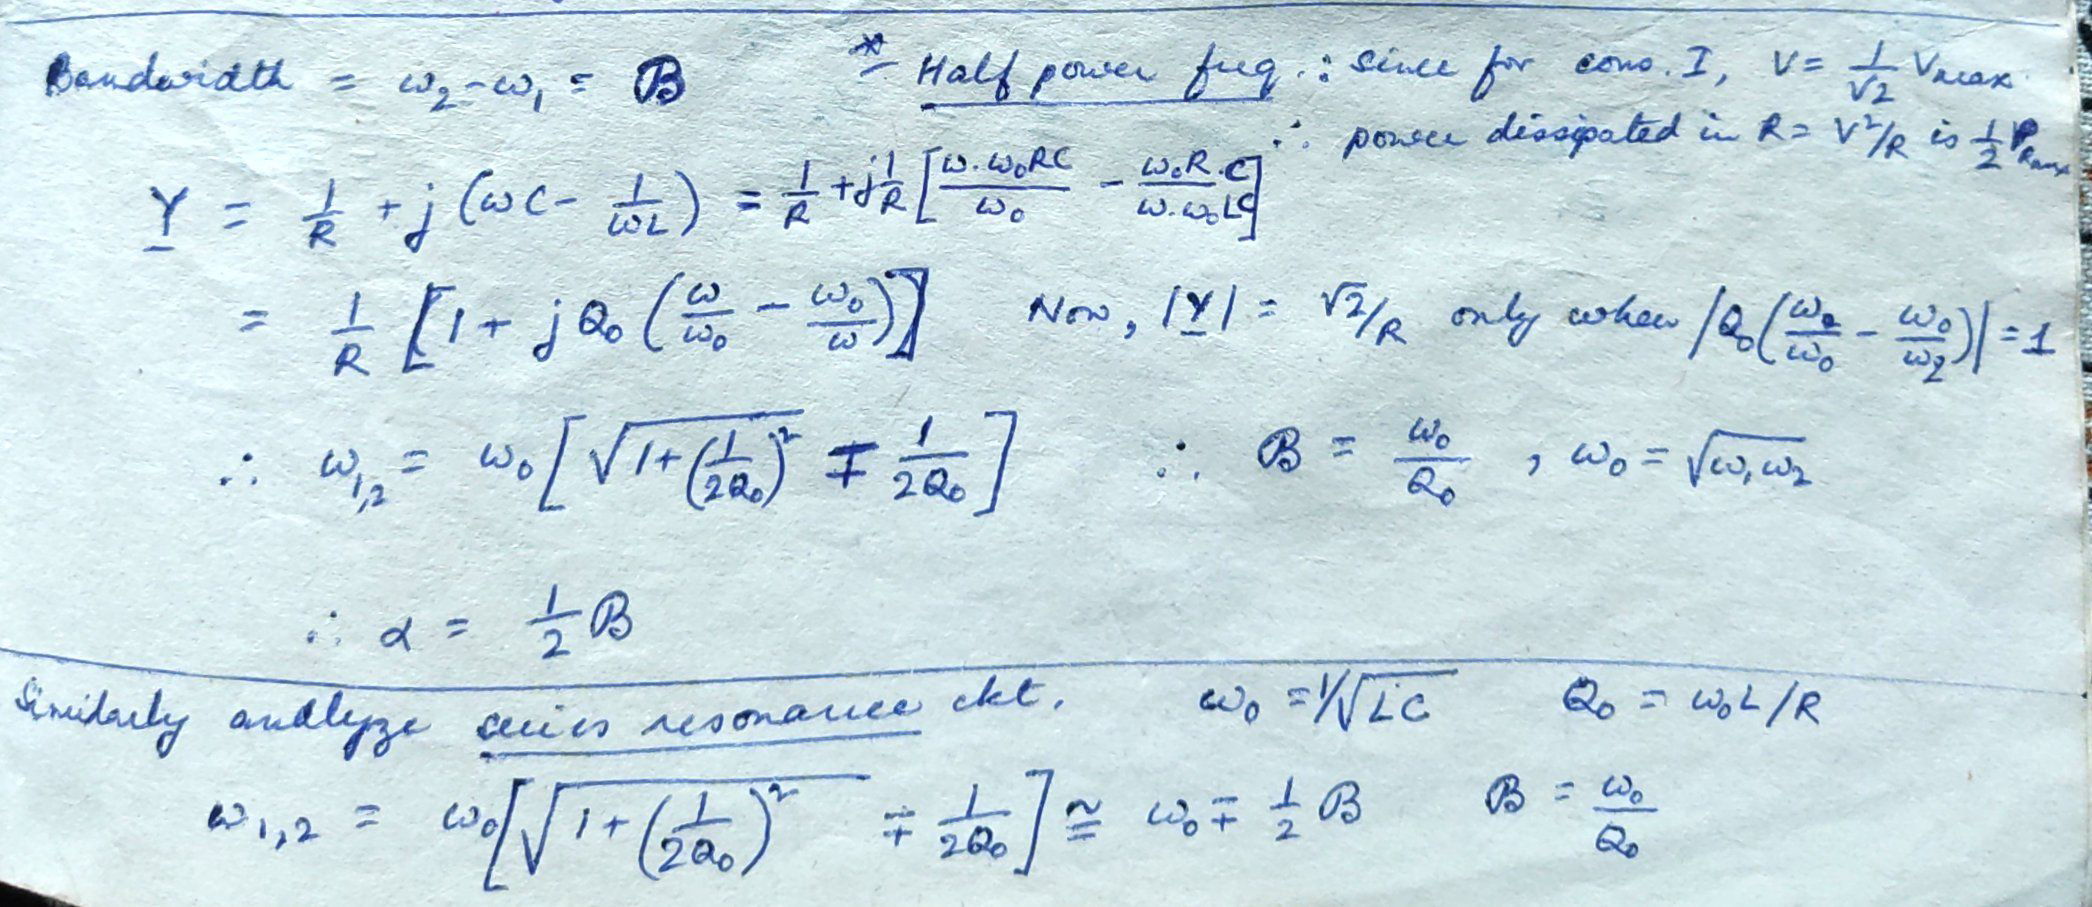 Bandwidth = ω₂-ω₁ = B * Half power freq.: Since for cons. I, V = 1/√2 Vmax.
∴ power dissipated in R = V²/R is 1/2 P_Rmax
Y = 1/R + j(ωC - 1/ωL) = 1/R + j 1/R [ω.ω₀RC/ω₀ - ω₀R.C/ω.ω₀LC]
= 1/R [1 + jQ₀(ω/ω₀ - ω₀/ω)] Now, |Y| = √2/R only when |Q₀(ω₂/ω₀ - ω₀/ω₂)| = 1
∴ ω₁,₂ = ω₀[√(1+(1/2Q₀)²) ∓ 1/2Q₀] ∴ B = ω₀/Q₀, ω₀ = √ω₁ω₂
∴ α = 1/2 B
Similarly analyze series resonance ckt. ω₀ = 1/√LC Q₀ = ω₀L/R
ω₁,₂ = ω₀[√(1+(1/2Q₀)²) ∓ 1/2Q₀] ≅ ω₀ ∓ 1/2 B B = ω₀/Q₀